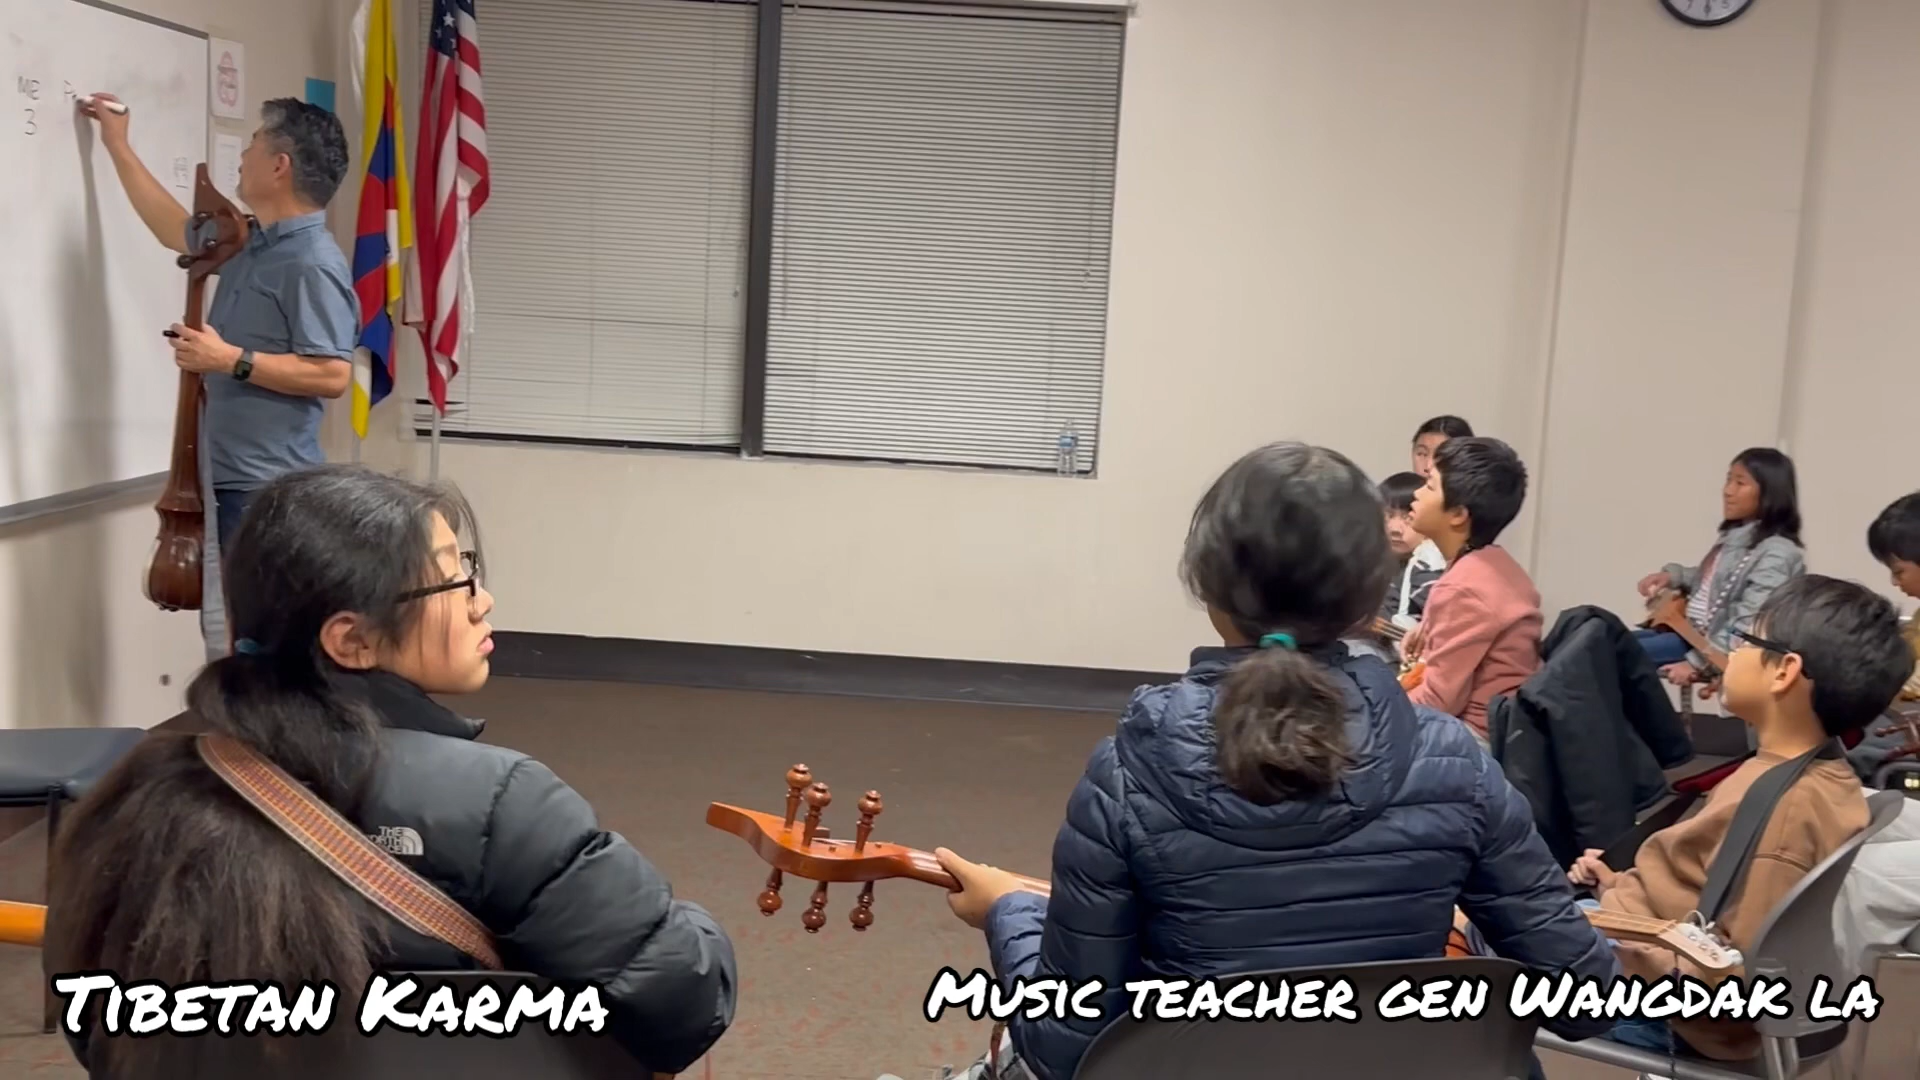 ME
3
THE
NORTH
FACE
Tibetan Karma
Music teacher gen Wangdak la